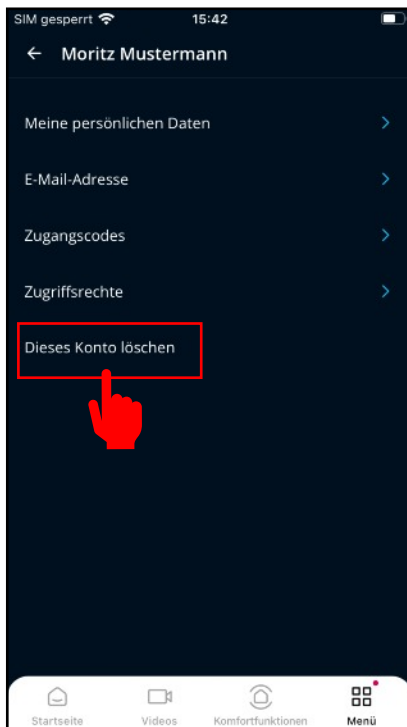 SIM gesperrt 15:42
Moritz Mustermann
Meine persönlichen Daten
E-Mail-Adresse
Zugangscodes
Zugriffsrechte
Dieses Konto löschen
Startseite Videos Komfortfunktionen Menü